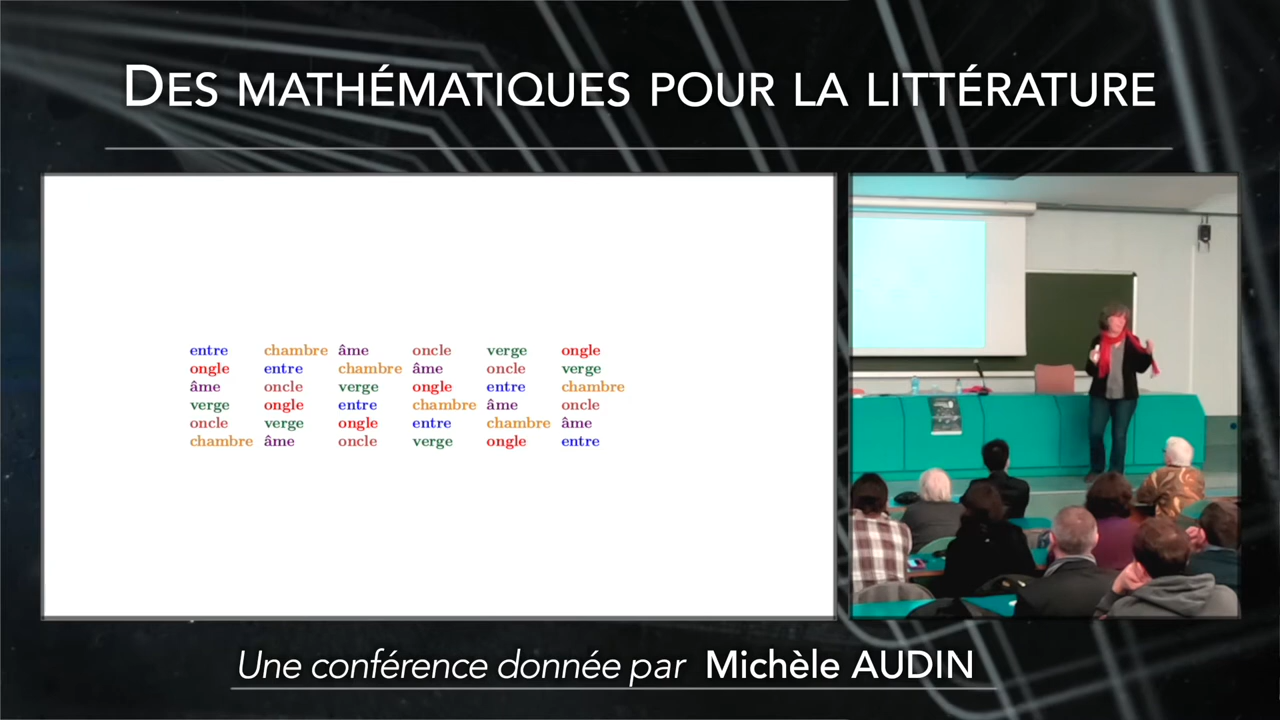 DES MATHÉMATIQUES POUR LA LITTÉRATURE
entre chambre âme oncle verge ongle
ongle entre chambre âme oncle verge
âme oncle verge ongle entre chambre
verge ongle entre chambre âme oncle
oncle verge ongle entre chambre âme
chambre âme oncle verge ongle entre
Une conférence donnée par Michèle AUDIN